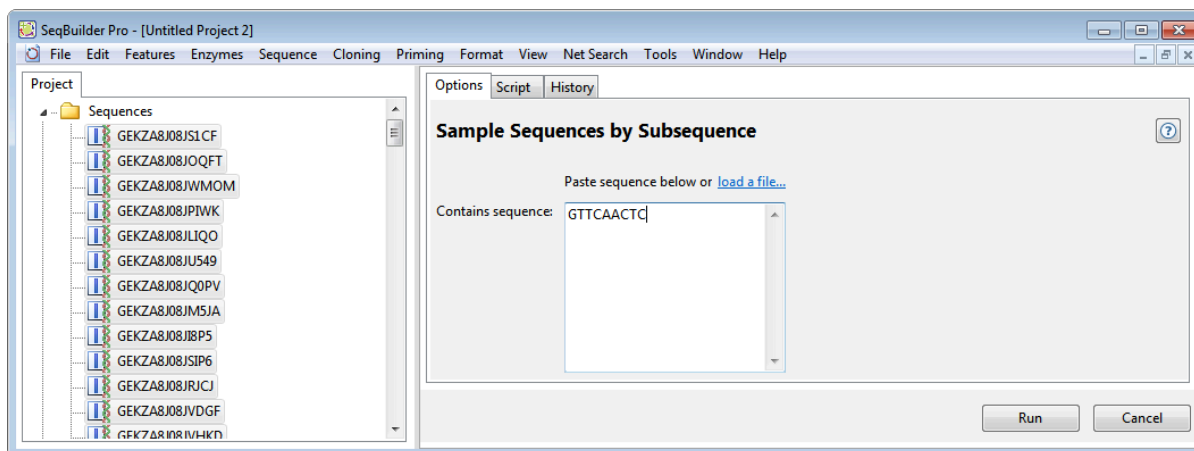 SeqBuilder Pro - [Untitled Project 2]
File Edit Features Enzymes Sequence Cloning Priming Format View Net Search Tools Window Help
Project
Sequences
GEKZA8J08JS1CF
GEKZA8J08JOQFT
GEKZA8J08JWMOM
GEKZA8J08JPIWK
GEKZA8J08JLIQO
GEKZA8J08JU549
GEKZA8J08JQ0PV
GEKZA8J08JM5JA
GEKZA8J08JI8P5
GEKZA8J08JSIP6
GEKZA8J08JRJCJ
GEKZA8J08JVDGF
GEKZA8J08JVHKD
Options Script History
Sample Sequences by Subsequence
Paste sequence below or load a file...
Contains sequence: GTTCAACTC
Run Cancel